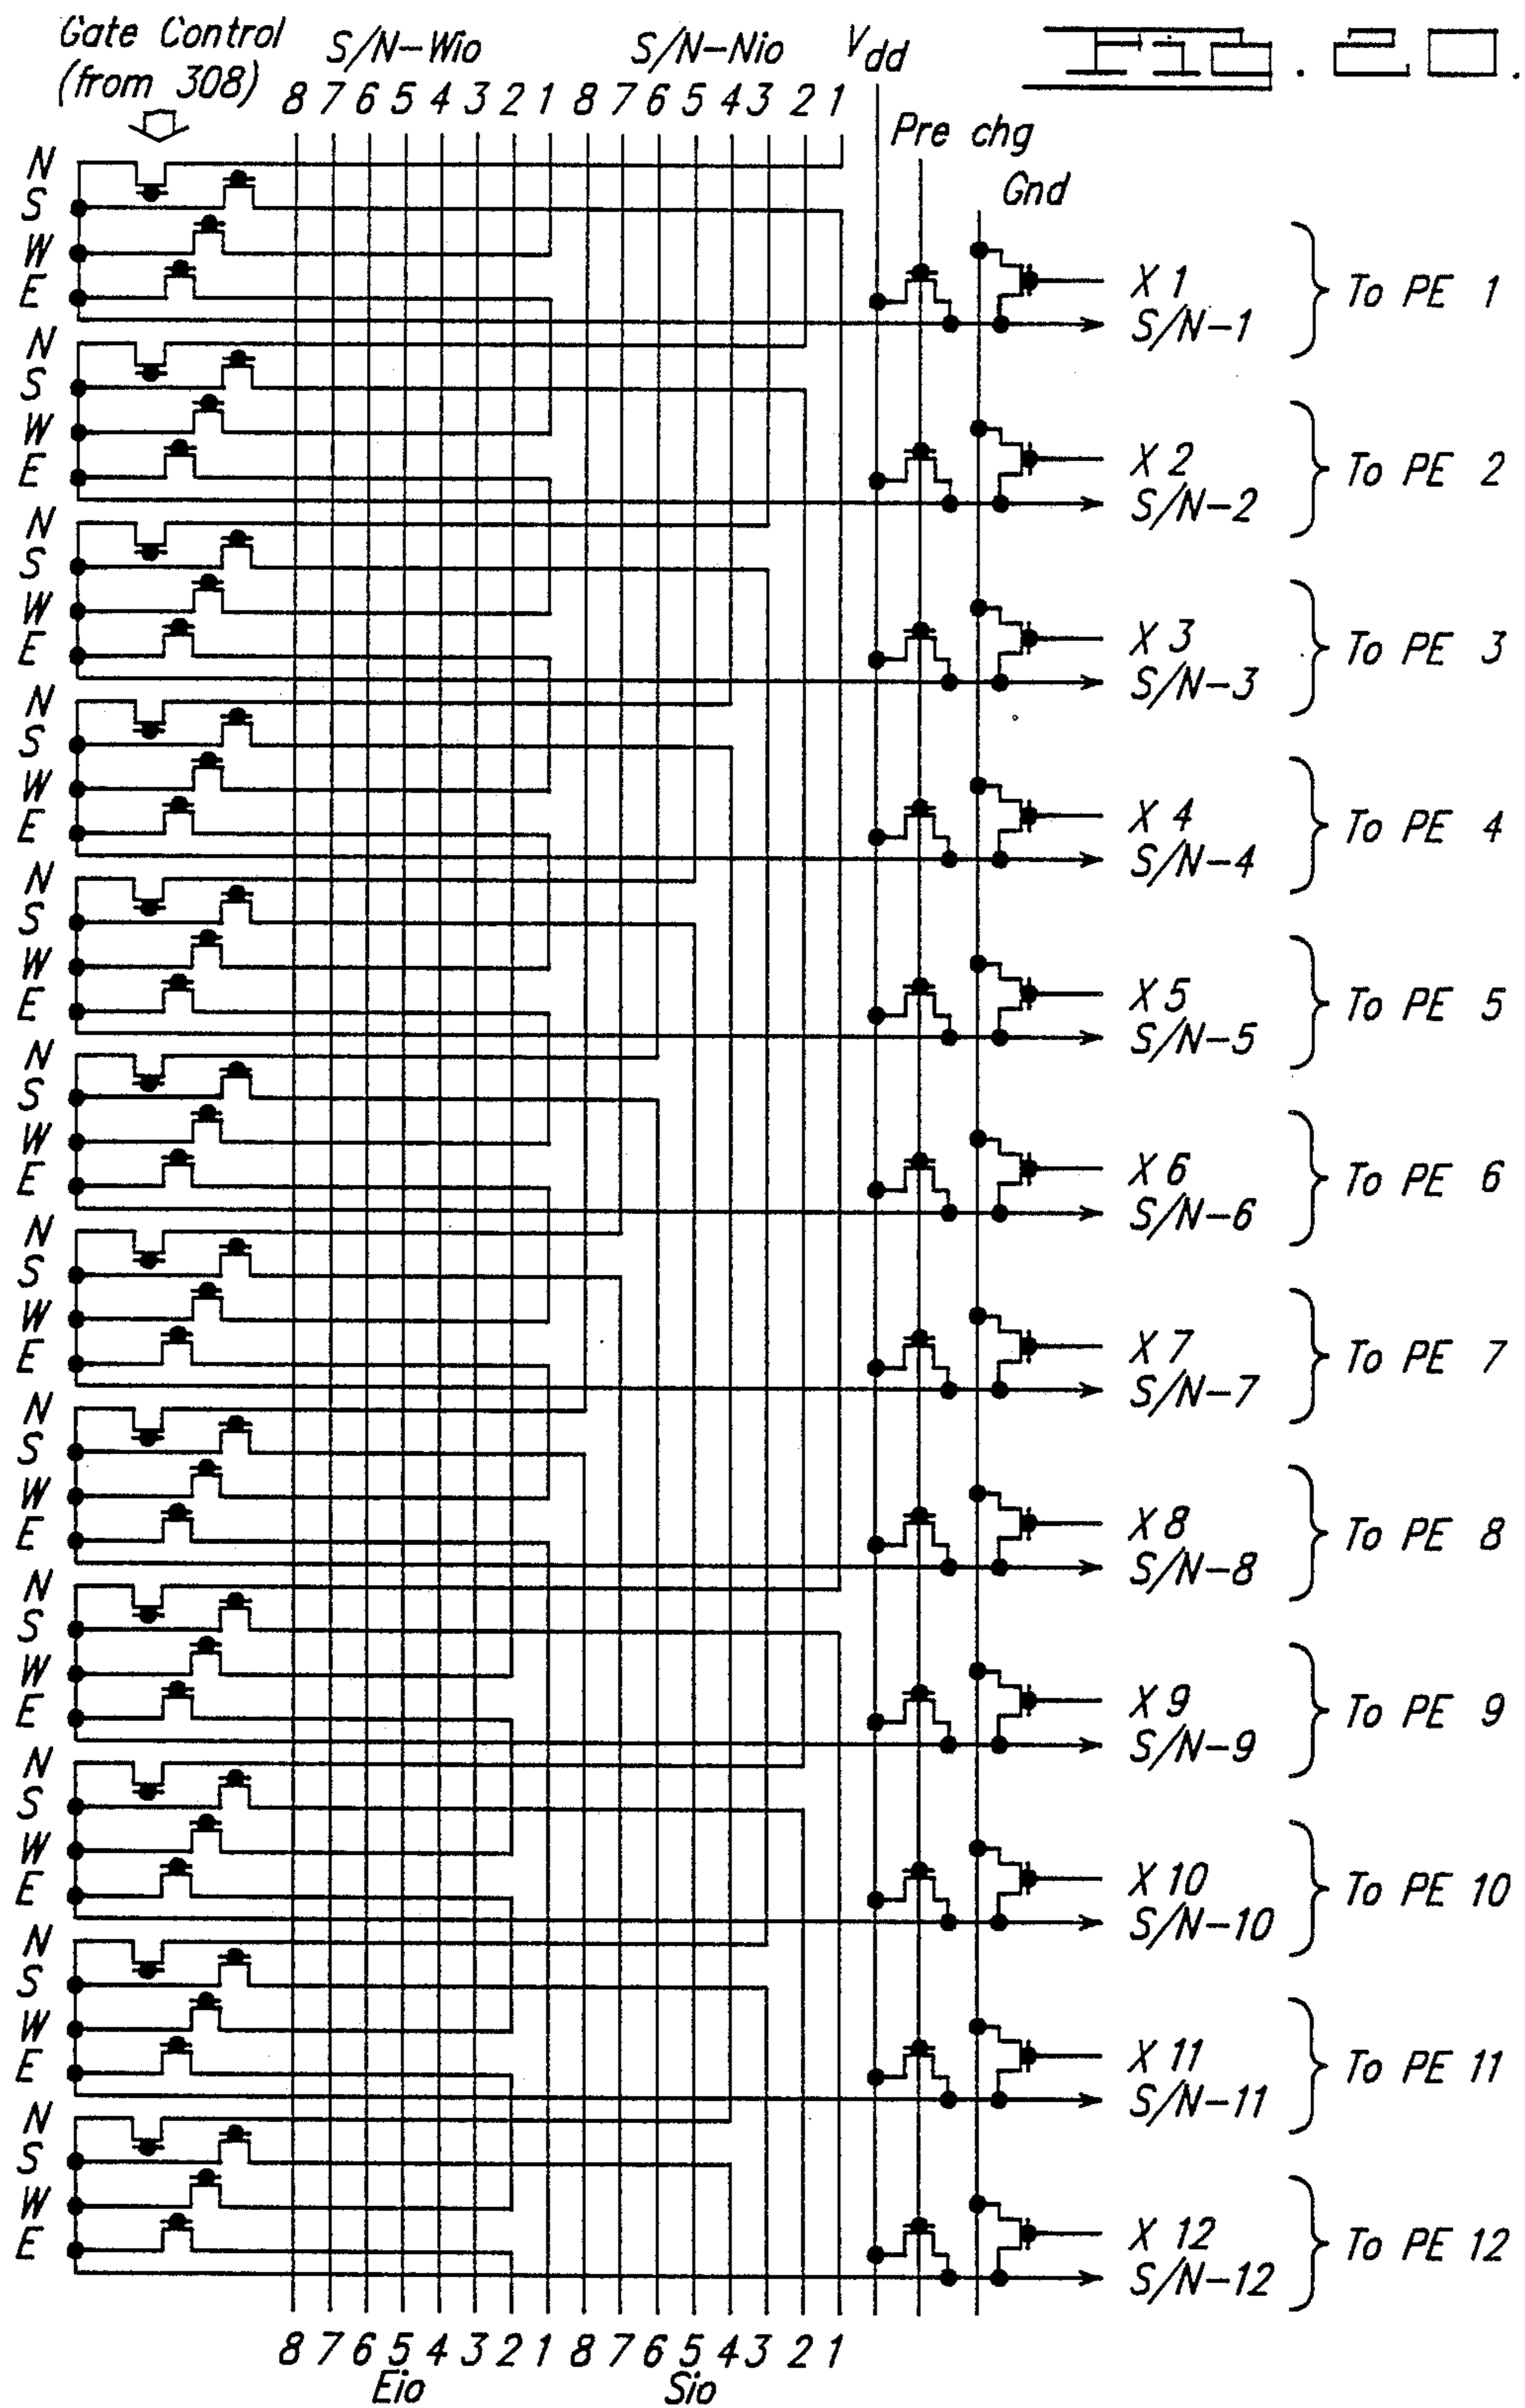 Gate Control
(from 308)
S/N-Wio
S/N-Nio
Vdd
FIG. 20.
8 7 6 5 4 3 2 1 8 7 6 5 4 3 2 1
Pre chg
Gnd
N
S
W
E
X 1
S/N-1
To PE 1
N
S
W
E
X 2
S/N-2
To PE 2
N
S
W
E
X 3
S/N-3
To PE 3
N
S
W
E
X 4
S/N-4
To PE 4
N
S
W
E
X 5
S/N-5
To PE 5
N
S
W
E
X 6
S/N-6
To PE 6
N
S
W
E
X 7
S/N-7
To PE 7
N
S
W
E
X 8
S/N-8
To PE 8
N
S
W
E
X 9
S/N-9
To PE 9
N
S
W
E
X 10
S/N-10
To PE 10
N
S
W
E
X 11
S/N-11
To PE 11
N
S
W
E
X 12
S/N-12
To PE 12
8 7 6 5 4 3 2 1 8 7 6 5 4 3 2 1
Eio
Sio